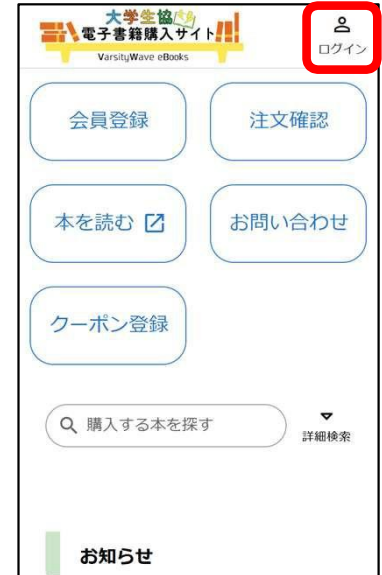 大学生協
電子書籍購入サイト
VarsityWave eBooks
ログイン
会員登録
注文確認
本を読む
お問い合わせ
クーポン登録
購入する本を探す
詳細検索
お知らせ